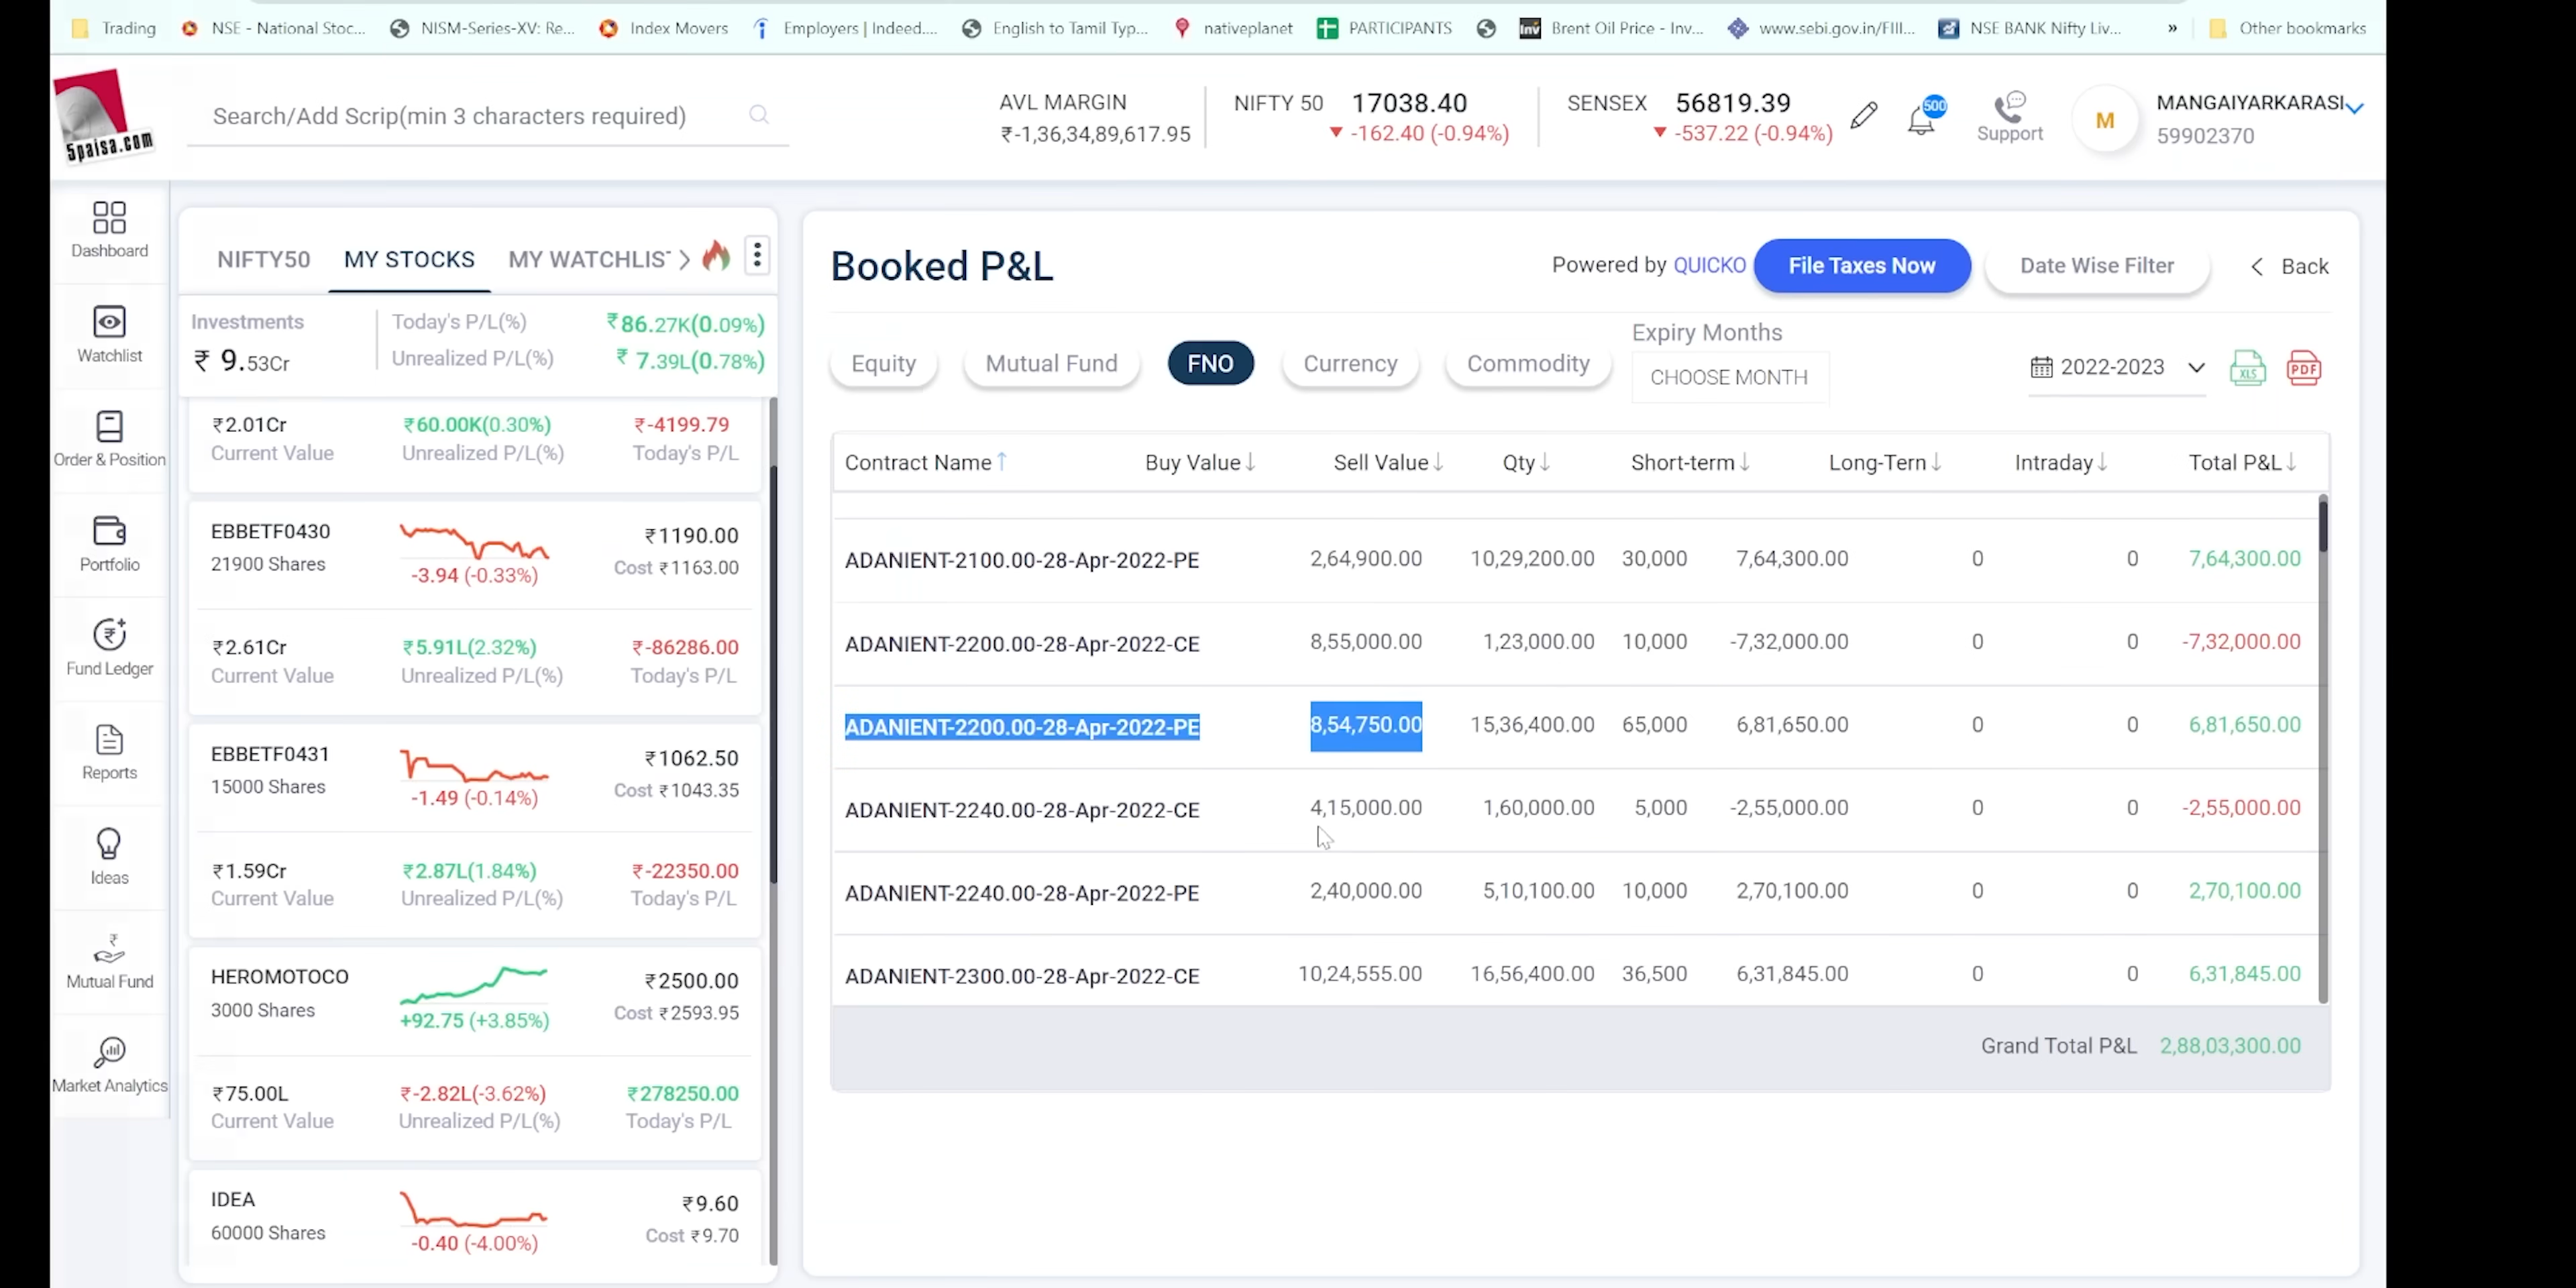 Trading
NSE - National Stoc...
NISM-Series-XV: Re...
Index Movers
Employers | Indeed....
English to Tamil Typ...
nativeplanet
PARTICIPANTS
Inv
Brent Oil Price - Inv...
www.sebi.gov.in/FIII...
NSE BANK Nifty Liv...
»
Other bookmarks
5paisa.com
Search/Add Scrip(min 3 characters required)
AVL MARGIN
₹-1,36,34,89,617.95
NIFTY 50 17038.40
▼ -162.40 (-0.94%)
SENSEX 56819.39
▼ -537.22 (-0.94%)
500
Support
M
MANGAIYARKARASI
59902370
Dashboard
Watchlist
Order & Position
Portfolio
Fund Ledger
Reports
Ideas
Mutual Fund
Market Analytics
NIFTY50 MY STOCKS MY WATCHLIST
Investments
₹ 9.53Cr
Today's P/L(%) ₹86.27K(0.09%)
Unrealized P/L(%) ₹ 7.39L(0.78%)
₹2.01Cr ₹60.00K(0.30%) ₹-4199.79
Current Value Unrealized P/L(%) Today's P/L
EBBETF0430 ₹1190.00
21900 Shares -3.94 (-0.33%) Cost ₹1163.00
₹2.61Cr ₹5.91L(2.32%) ₹-86286.00
Current Value Unrealized P/L(%) Today's P/L
EBBETF0431 ₹1062.50
15000 Shares -1.49 (-0.14%) Cost ₹1043.35
₹1.59Cr ₹2.87L(1.84%) ₹-22350.00
Current Value Unrealized P/L(%) Today's P/L
HEROMOTOCO ₹2500.00
3000 Shares +92.75 (+3.85%) Cost ₹2593.95
₹75.00L ₹-2.82L(-3.62%) ₹278250.00
Current Value Unrealized P/L(%) Today's P/L
IDEA ₹9.60
60000 Shares -0.40 (-4.00%) Cost ₹9.70
Booked P&L
Powered by QUICKO File Taxes Now Date Wise Filter Back
Equity Mutual Fund FNO Currency Commodity
Expiry Months
CHOOSE MONTH
2022-2023
XLS PDF
Contract Name↑ Buy Value↓ Sell Value↓ Qty↓ Short-term↓ Long-Tern↓ Intraday↓ Total P&L↓
ADANIENT-2100.00-28-Apr-2022-PE 2,64,900.00 10,29,200.00 30,000 7,64,300.00 0 0 7,64,300.00
ADANIENT-2200.00-28-Apr-2022-CE 8,55,000.00 1,23,000.00 10,000 -7,32,000.00 0 0 -7,32,000.00
ADANIENT-2200.00-28-Apr-2022-PE 8,54,750.00 15,36,400.00 65,000 6,81,650.00 0 0 6,81,650.00
ADANIENT-2240.00-28-Apr-2022-CE 4,15,000.00 1,60,000.00 5,000 -2,55,000.00 0 0 -2,55,000.00
ADANIENT-2240.00-28-Apr-2022-PE 2,40,000.00 5,10,100.00 10,000 2,70,100.00 0 0 2,70,100.00
ADANIENT-2300.00-28-Apr-2022-CE 10,24,555.00 16,56,400.00 36,500 6,31,845.00 0 0 6,31,845.00
Grand Total P&L 2,88,03,300.00